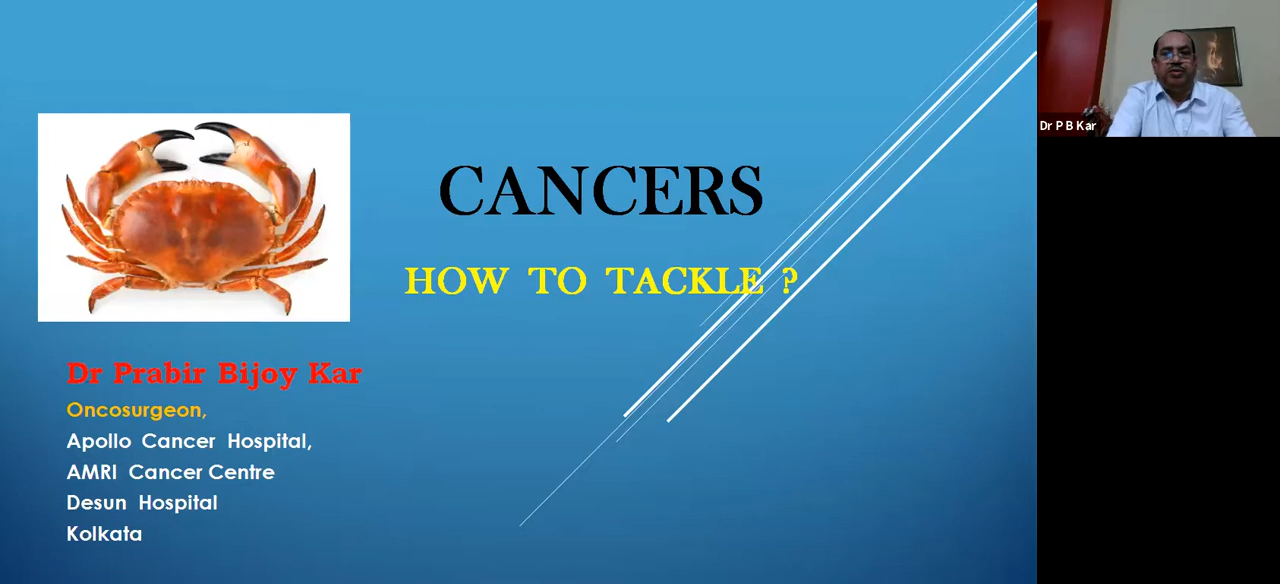 CANCERS
HOW TO TACKLE ?
Dr Prabir Bijoy Kar
Oncosurgeon,
Apollo Cancer Hospital,
AMRI Cancer Centre
Desun Hospital
Kolkata
Dr P B Kar